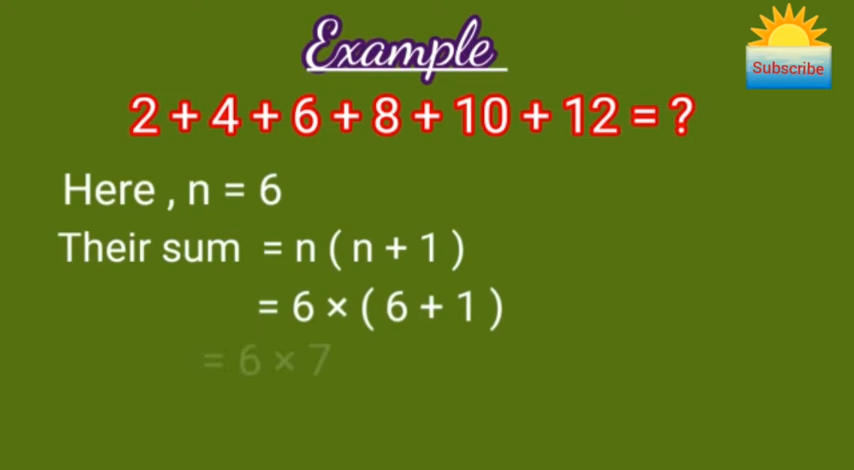 Example
Subscribe
2 + 4 + 6 + 8 + 10 + 12 = ?
Here , n = 6
Their sum = n ( n + 1 )
= 6 × ( 6 + 1 )
= 6 × 7